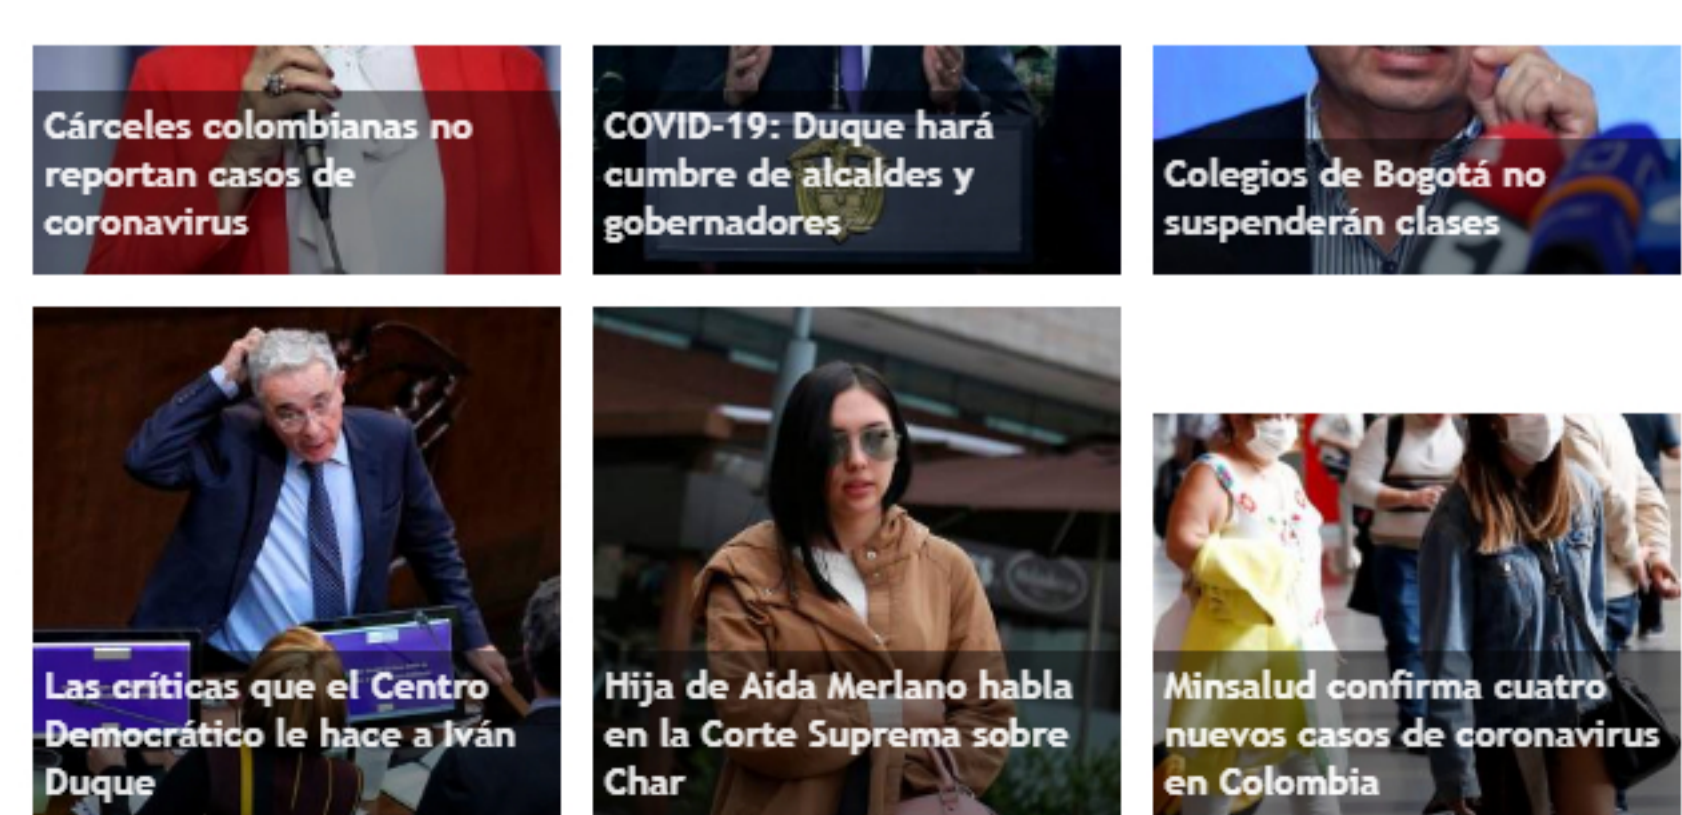 Cárceles colombianas no
reportan casos de
coronavirus
COVID-19: Duque hará
cumbre de alcaldes y
gobernadores
Colegios de Bogotá no
suspenderán clases
1
Las críticas que el Centro
Democrático le hace a Iván
Duque
Hija de Aida Merlano habla
en la Corte Suprema sobre
Char
Minsalud confirma cuatro
nuevos casos de coronavirus
en Colombia